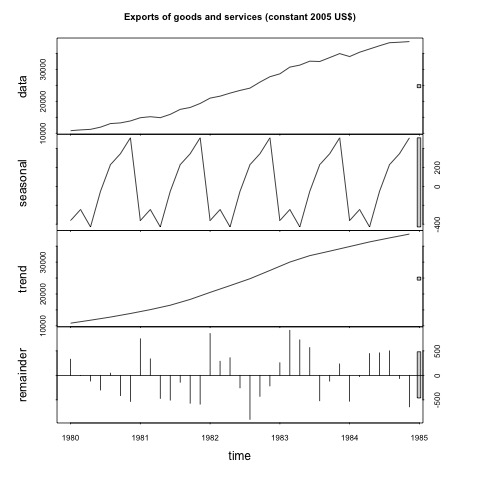 Exports of goods and services (constant 2005 US$)
data
10000 20000 30000
seasonal
-400 0 200
trend
10000 20000 30000
remainder
-500 0 500
1980 1981 1982 1983 1984 1985
time